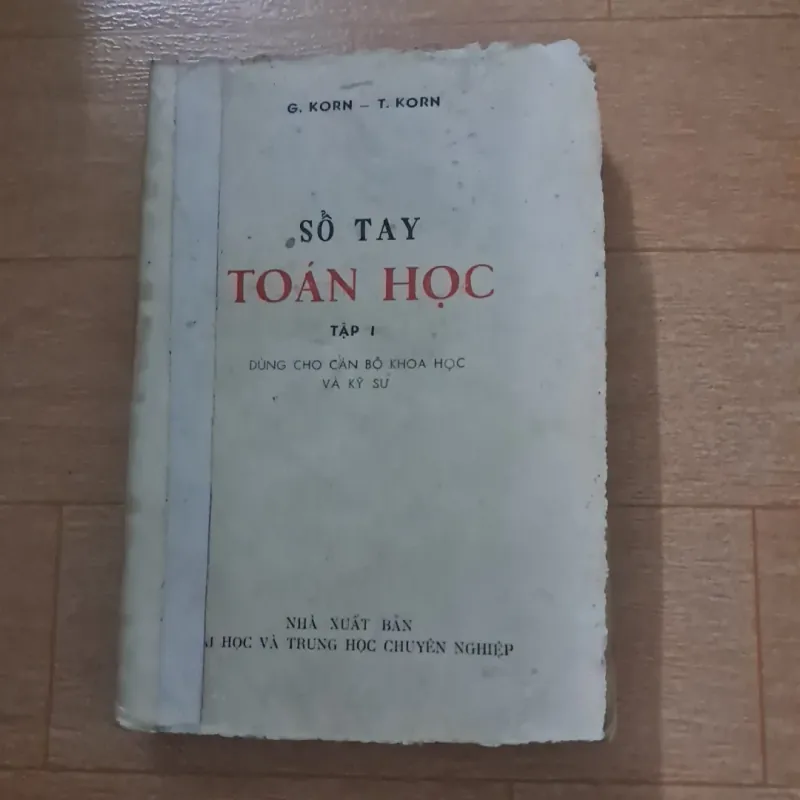 G. KORN – T. KORN
SỔ TAY
TOÁN HỌC
TẬP I
DÙNG CHO CÁN BỘ KHOA HỌC
VÀ KỸ SƯ
NHÀ XUẤT BẢN
HỌC VÀ TRUNG HỌC CHUYÊN NGHIỆP